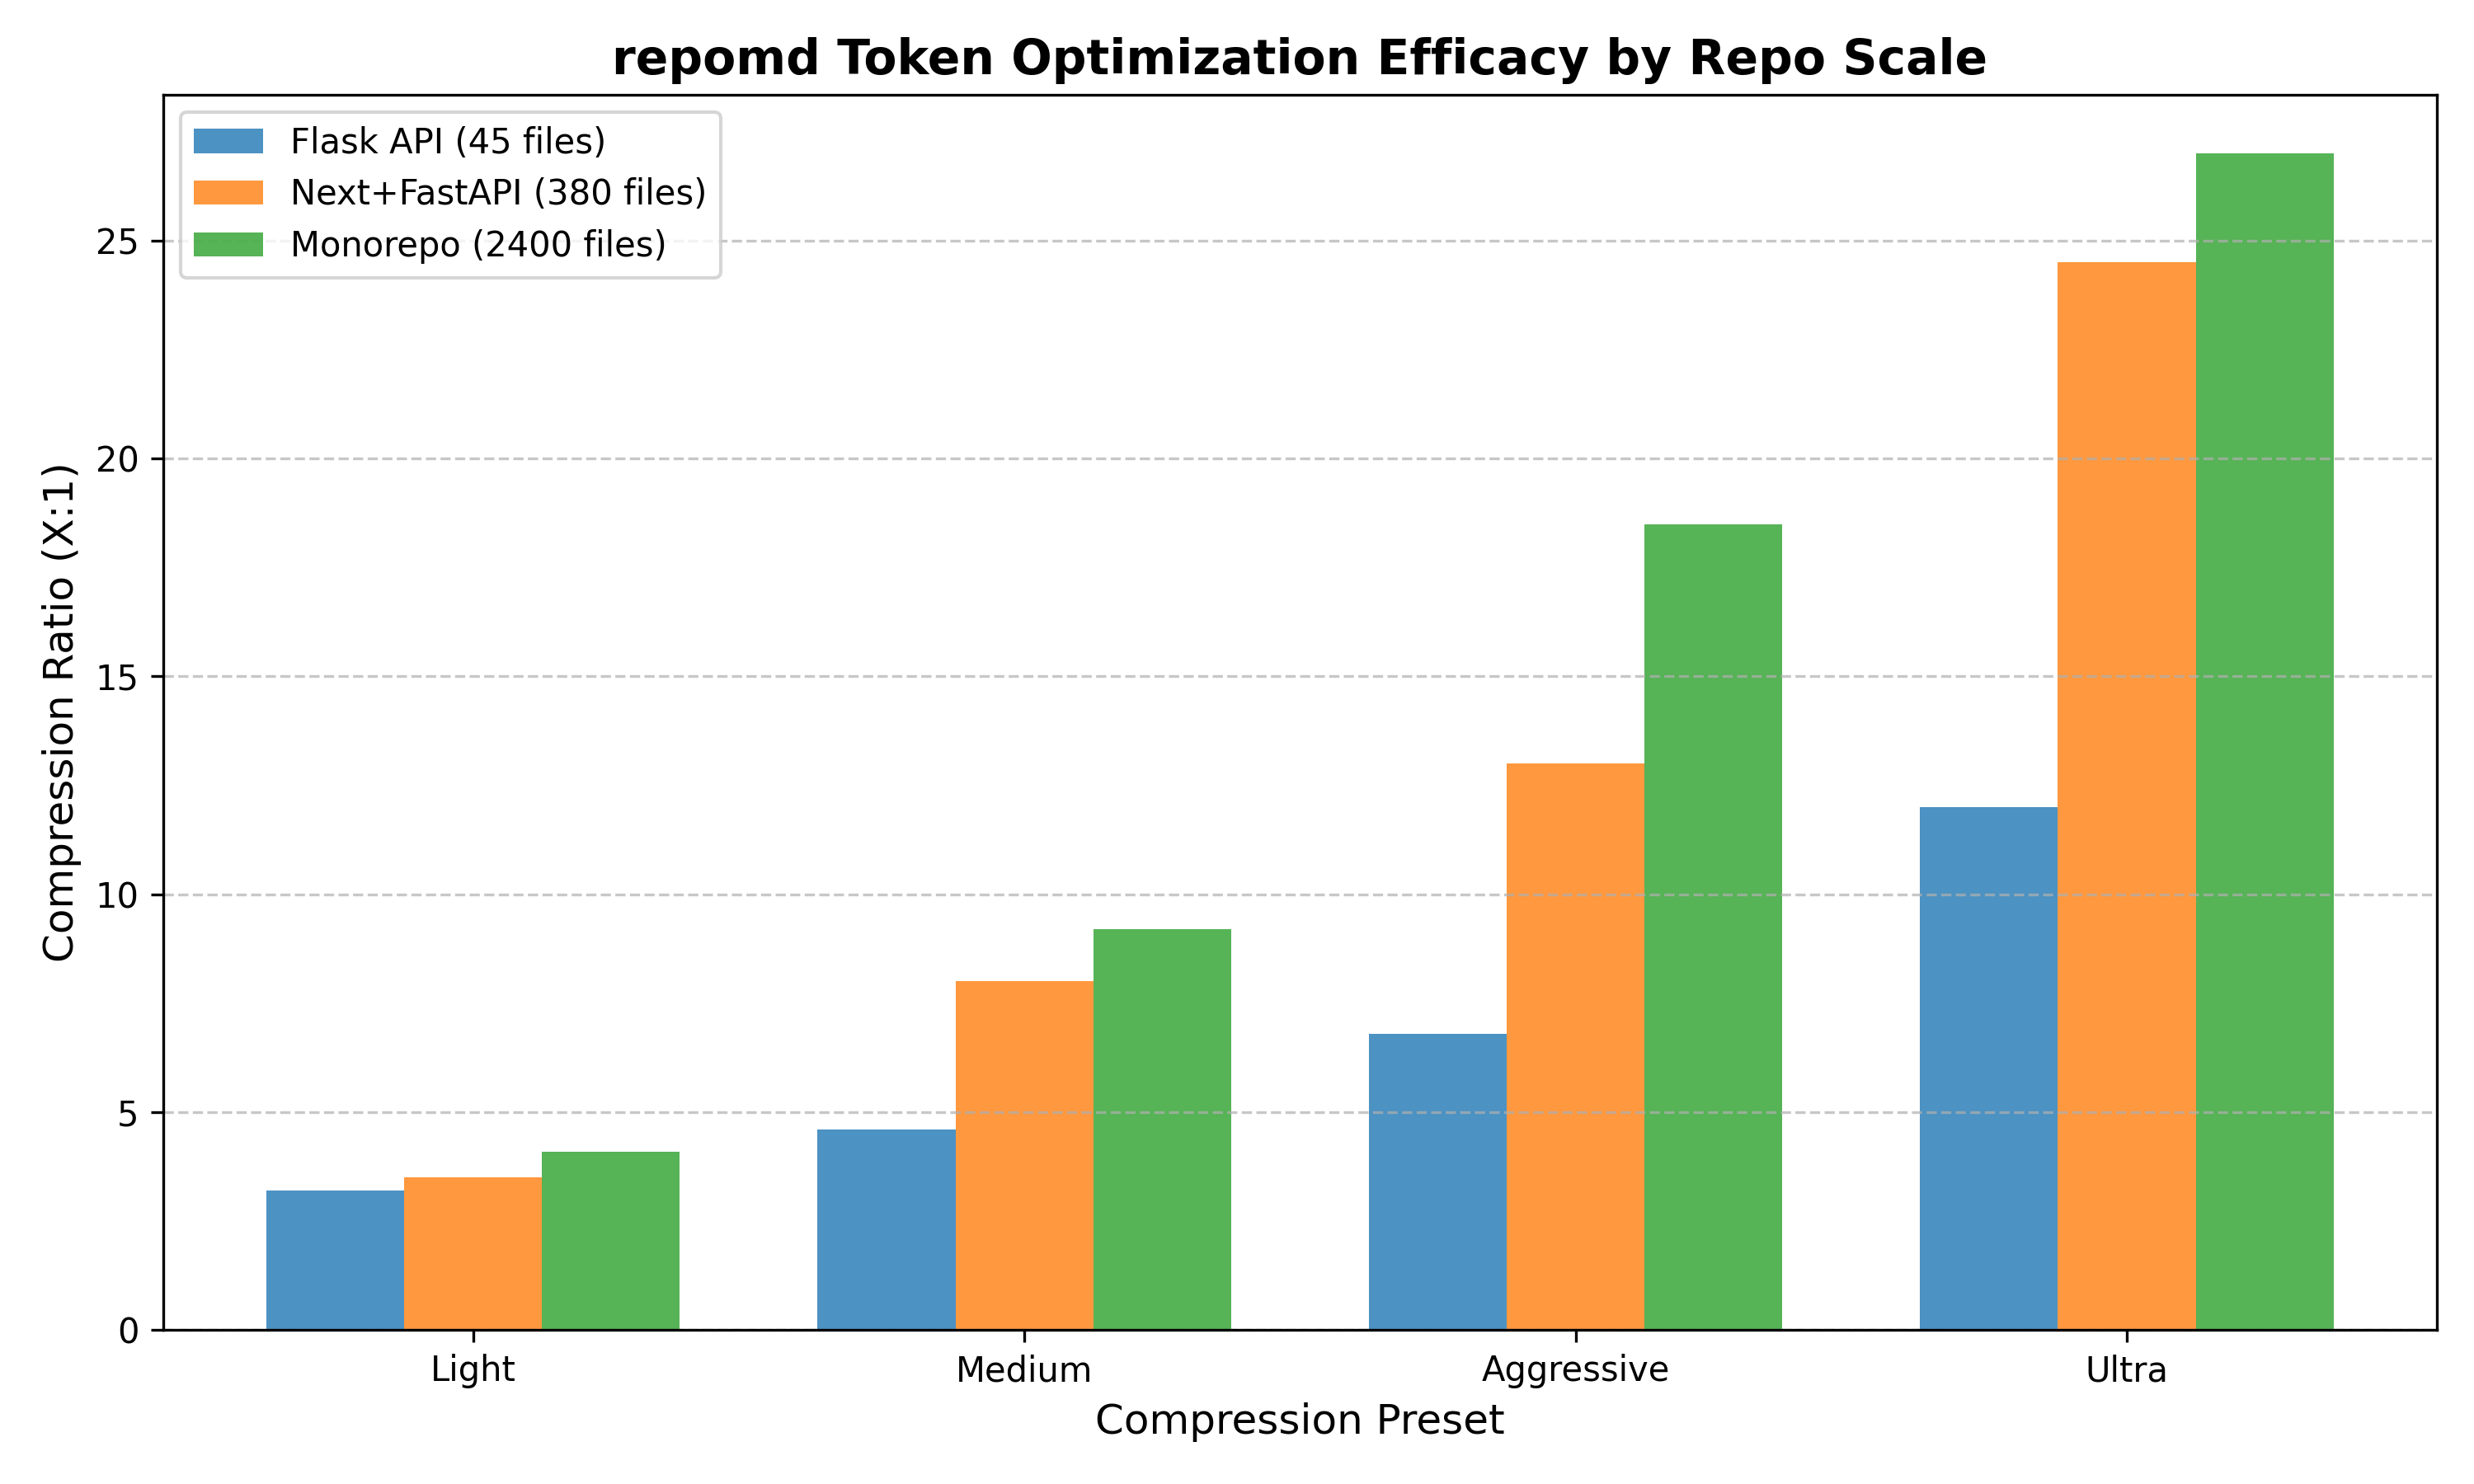 repomd Token Optimization Efficacy by Repo Scale
Flask API (45 files)
Next+FastAPI (380 files)
Monorepo (2400 files)
Compression Ratio (X:1)
25
20
15
10
5
0
Light
Medium
Aggressive
Ultra
Compression Preset